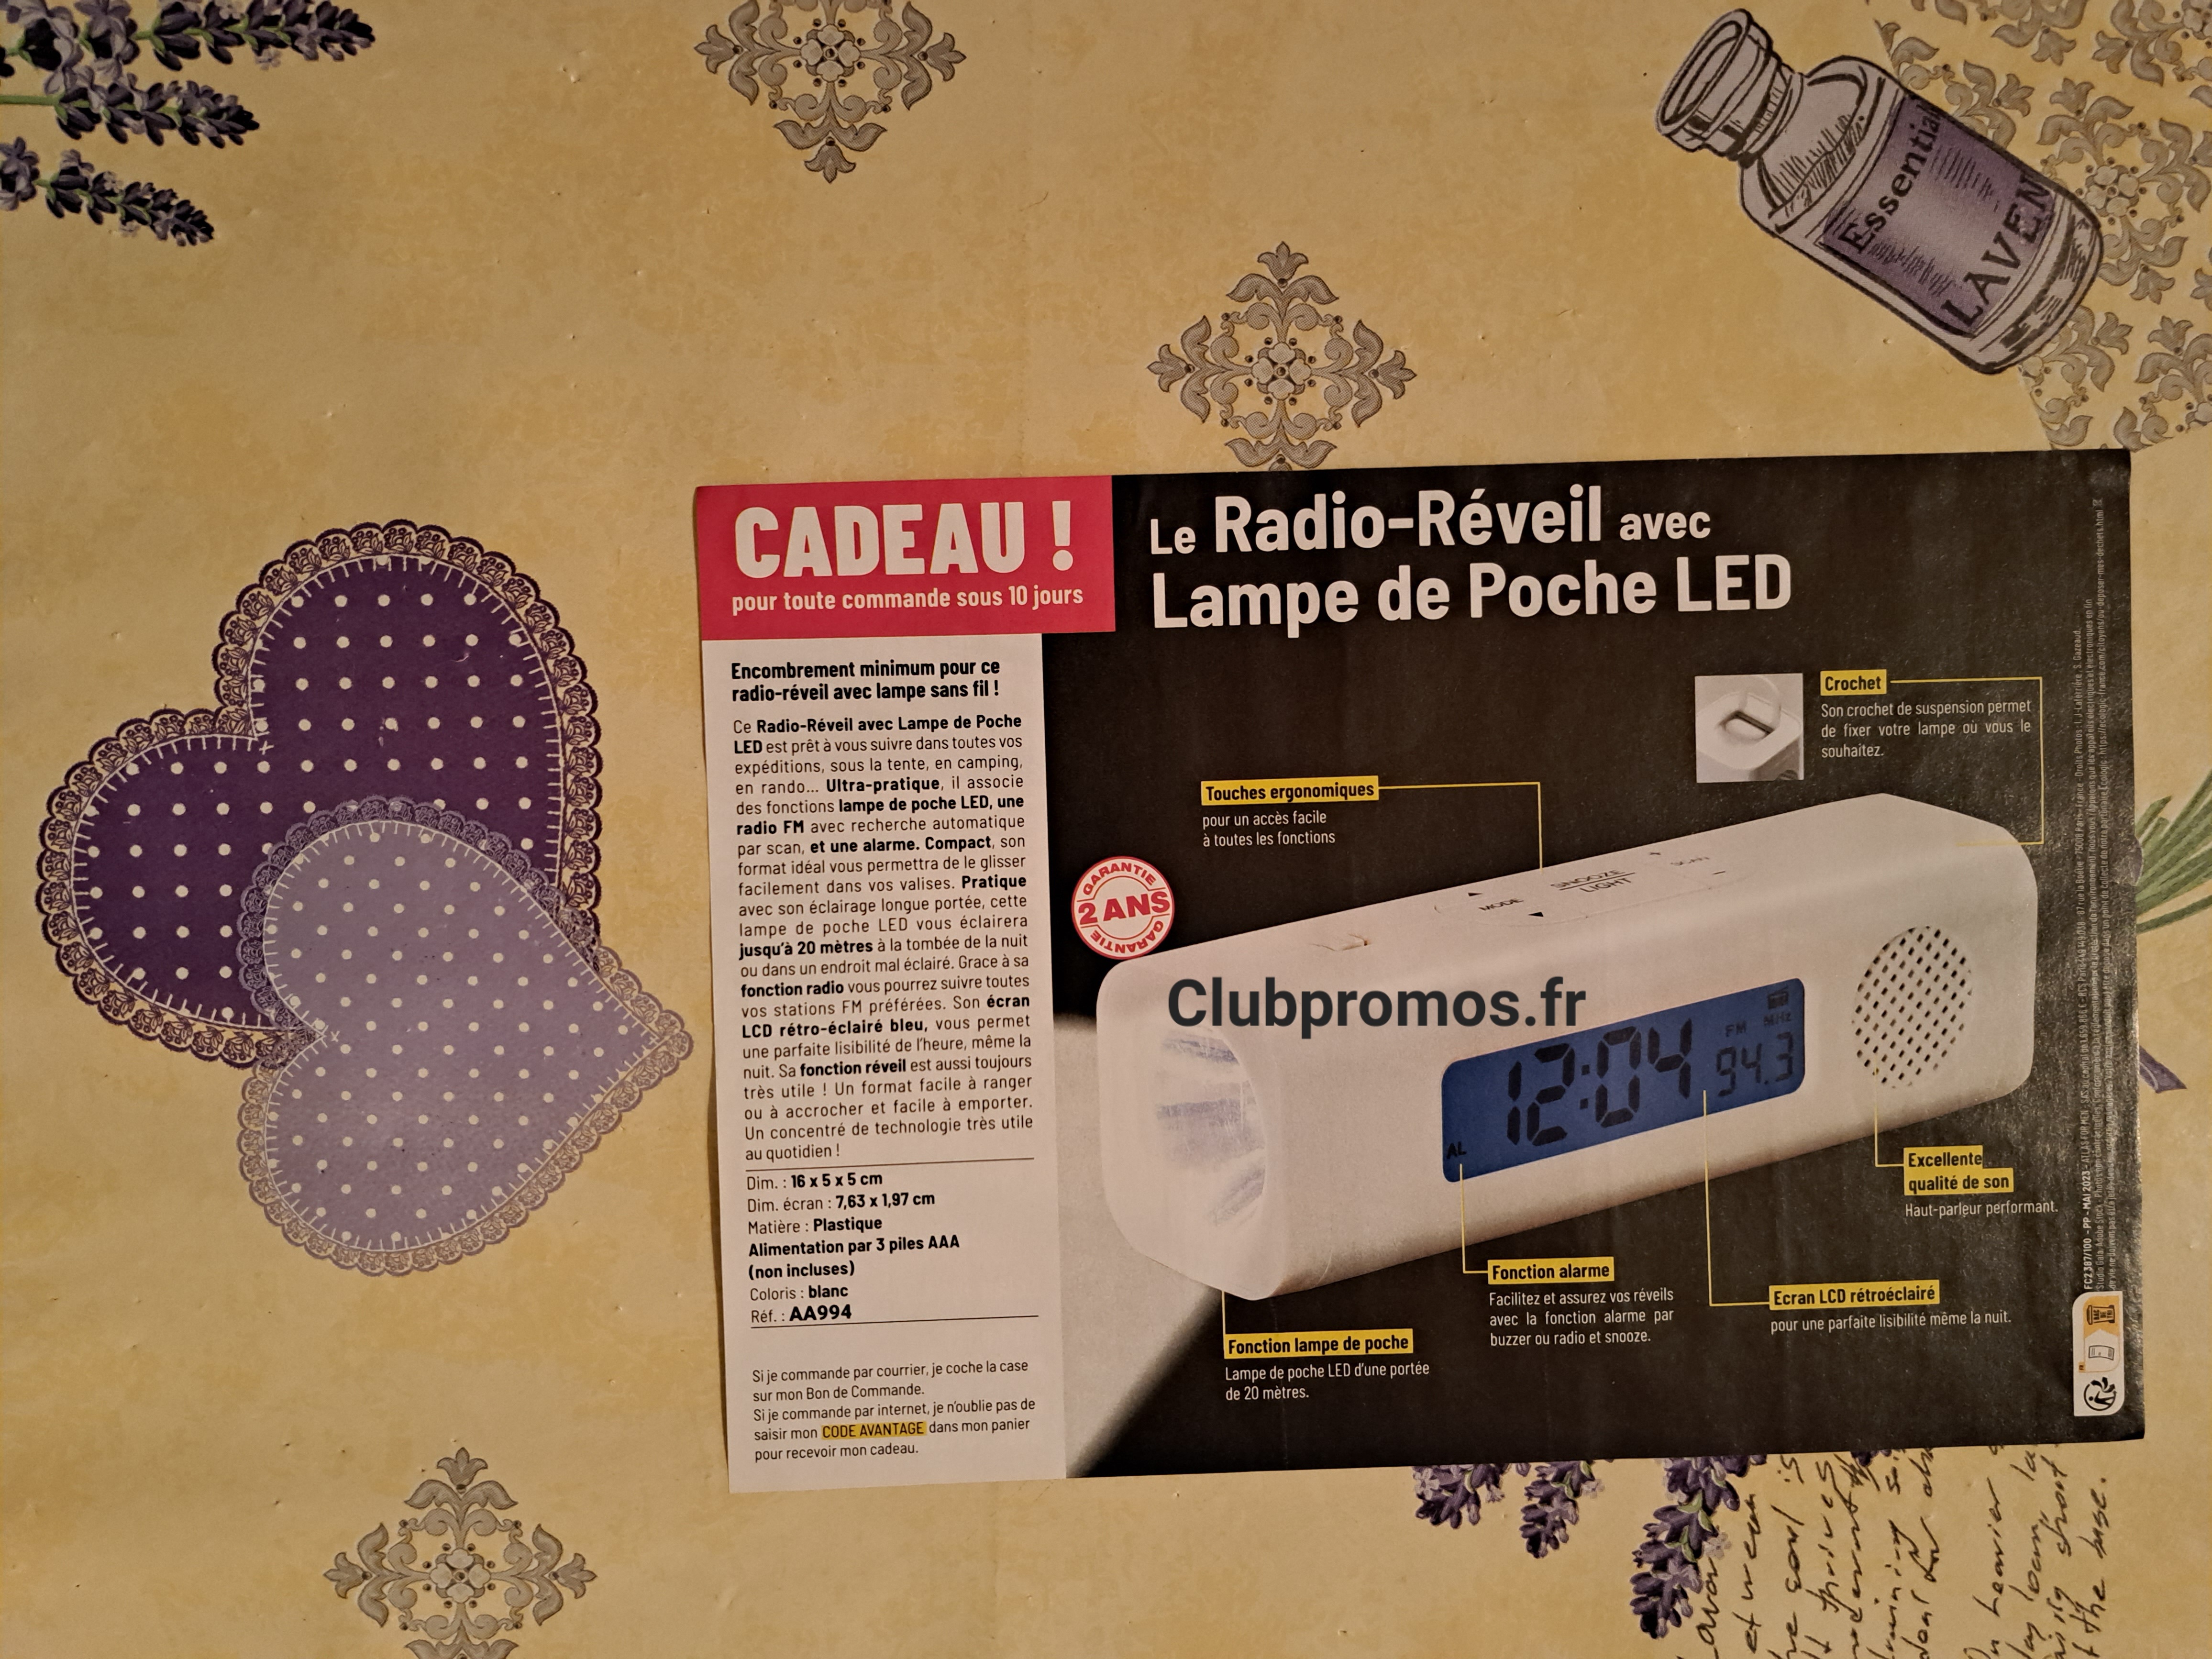 Essential
LAVEN
CADEAU !
pour toute commande sous 10 jours
Le Radio-Réveil avec
Lampe de Poche LED
Encombrement minimum pour ce
radio-réveil avec lampe sans fil !
Ce Radio-Réveil avec Lampe de Poche
LED est prêt à vous suivre dans toutes vos
expéditions, sous la tente, en camping,
en rando... Ultra-pratique, il associe
des fonctions lampe de poche LED, une
radio FM avec recherche automatique
par scan, et une alarme. Compact, son
format idéal vous permettra de le glisser
facilement dans vos valises. Pratique
avec son éclairage longue portée, cette
lampe de poche LED vous éclairera
jusqu'à 20 mètres à la tombée de la nuit
ou dans un endroit mal éclairé. Grace à sa
fonction radio vous pourrez suivre toutes
vos stations FM préférées. Son écran
LCD rétro-éclairé bleu, vous permet
une parfaite lisibilité de l'heure, même la
nuit. Sa fonction réveil est aussi toujours
très utile ! Un format facile à ranger
ou à accrocher et facile à emporter.
Un concentré de technologie très utile
au quotidien !
Dim. : 16 x 5 x 5 cm
Dim. écran : 7,63 x 1,97 cm
Matière : Plastique
Alimentation par 3 piles AAA
(non incluses)
Coloris : blanc
Réf. : AA994
Si je commande par courrier, je coche la case
sur mon Bon de Commande.
Si je commande par internet, je n'oublie pas de
saisir mon CODE AVANTAGE dans mon panier
pour recevoir mon cadeau.
Crochet
Son crochet de suspension permet
de fixer votre lampe où vous le
souhaitez.
Touches ergonomiques
pour un accès facile
à toutes les fonctions
GARANTIE
2 ANS
GARANTIE
MODE
SNOOZE
LIGHT
SCAN
Clubpromos.fr
12:04
FM
MHz
94.3
AL
Excellente
qualité de son
Haut-parleur performant.
Fonction alarme
Facilitez et assurez vos réveils
avec la fonction alarme par
buzzer ou radio et snooze.
Ecran LCD rétroéclairé
pour une parfaite lisibilité même la nuit.
Fonction lampe de poche
Lampe de poche LED d'une portée
de 20 mètres.
FC2387/100 - PP - MAI 2023 - ATLAS FOR MEN
the base.